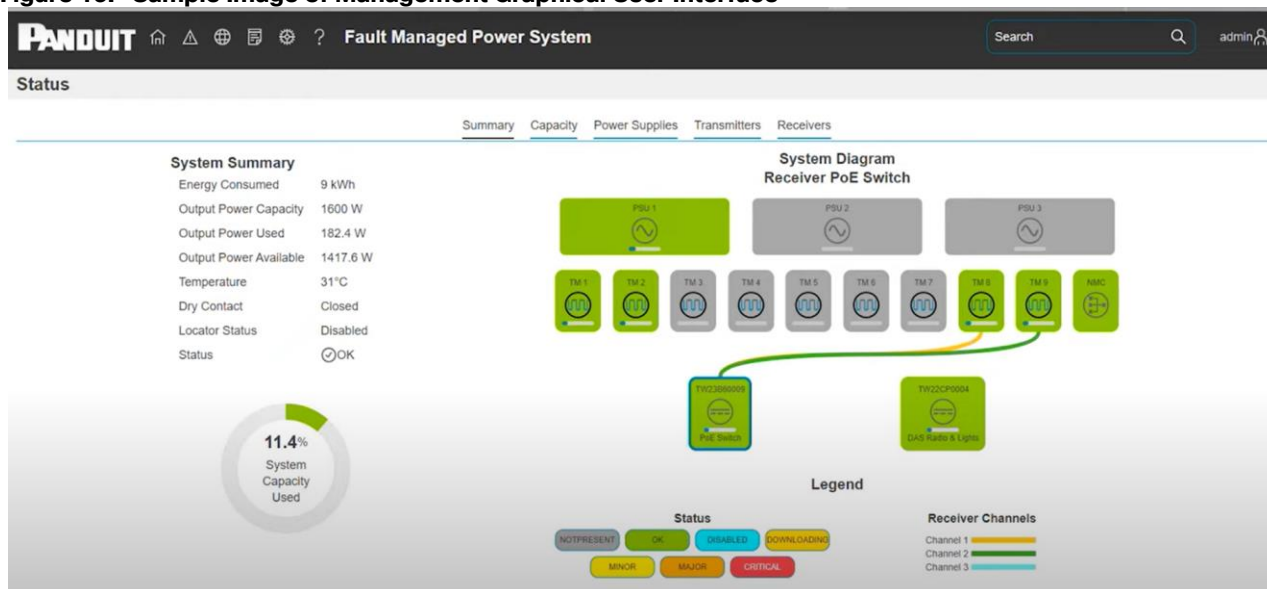 Figure 10. Sample Image of Management Graphical User Interface
PANDUIT ? Fault Managed Power System Search admin
Status
Summary Capacity Power Supplies Transmitters Receivers
System Summary
Energy Consumed 9 kWh
Output Power Capacity 1600 W
Output Power Used 182.4 W
Output Power Available 1417.6 W
Temperature 31°C
Dry Contact Closed
Locator Status Disabled
Status OK
11.4%
System
Capacity
Used
System Diagram
Receiver PoE Switch
PSU 1 PSU 2 PSU 3
TM 1 TM 2 TM 3 TM 4 TM 5 TM 6 TM 7 TM 8 TM 9 NMC
TW22CP0004
PoE Switch DAS Radio & Lights
Legend
Status
NOTPRESENT OK DISABLED DOWNLOADING
MINOR MAJOR CRITICAL
Receiver Channels
Channel 1
Channel 2
Channel 3